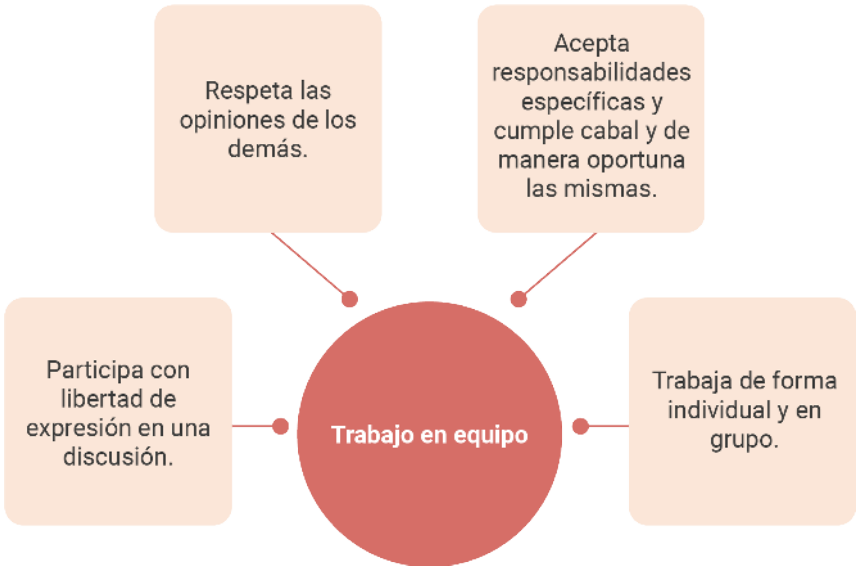 Respeta las
opiniones de los
demás.
Acepta
responsabilidades
específicas y
cumple cabal y de
manera oportuna
las mismas.
Participa con
libertad de
expresión en una
discusión.
Trabajo en equipo
Trabaja de forma
individual y en
grupo.